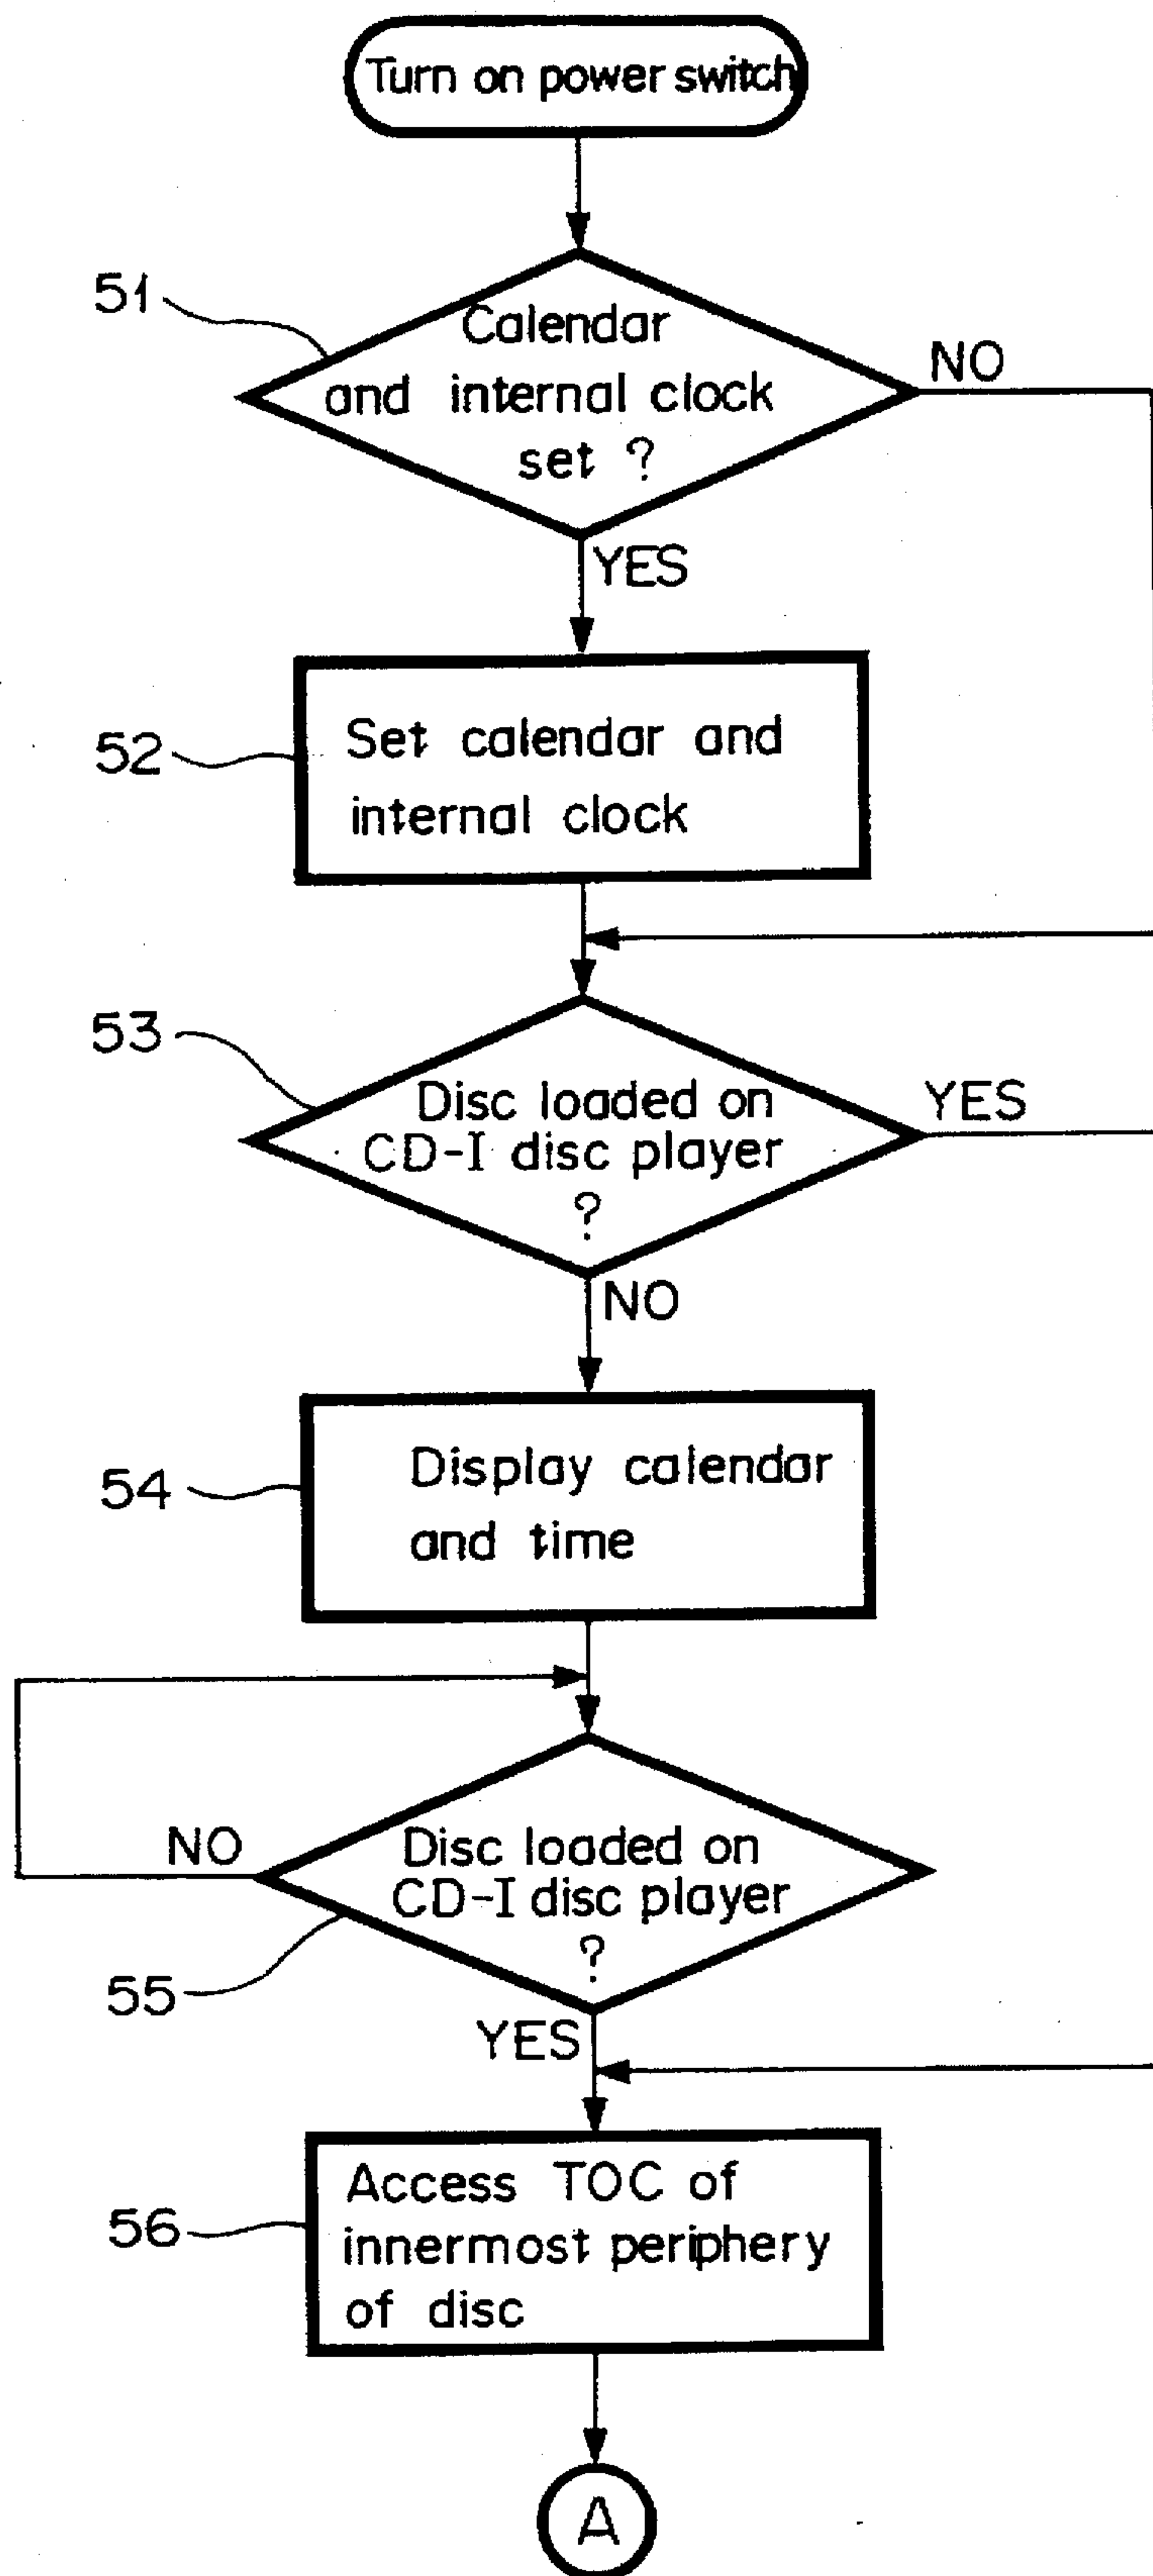 Turn on power switch
51
Calendar
and internal clock
set ?
NO
YES
52
Set calendar and
internal clock
53
Disc loaded on
CD-I disc player
?
YES
NO
54
Display calendar
and time
NO
Disc loaded on
CD-I disc player
?
55
YES
56
Access TOC of
innermost periphery
of disc
A